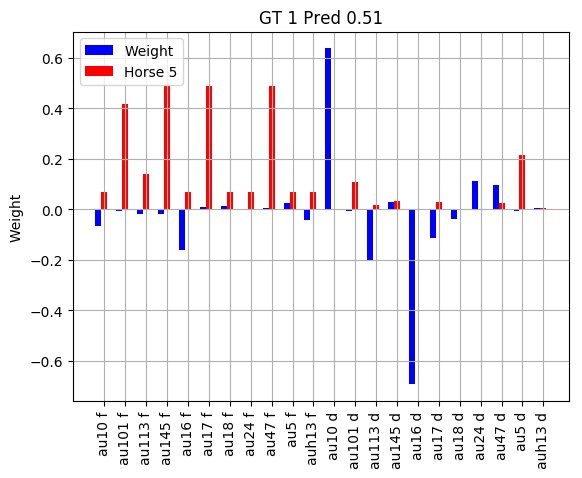 GT 1 Pred 0.51
Weight
Horse 5
Weight
0.6
0.4
0.2
0.0
−0.2
−0.4
−0.6
au10 f
au101 f
au113 f
au145 f
au16 f
au17 f
au18 f
au24 f
au47 f
au5 f
auh13 f
au10 d
au101 d
au113 d
au145 d
au16 d
au17 d
au18 d
au24 d
au47 d
au5 d
auh13 d